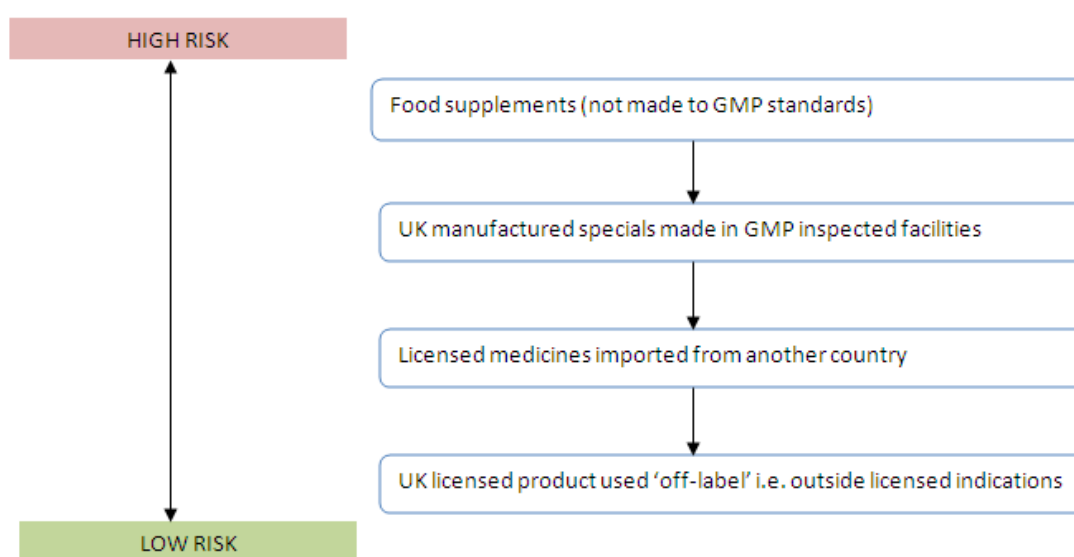 HIGH RISK
Food supplements (not made to GMP standards)
UK manufactured specials made in GMP inspected facilities
Licensed medicines imported from another country
UK licensed product used ‘off-label’ i.e. outside licensed indications
LOW RISK